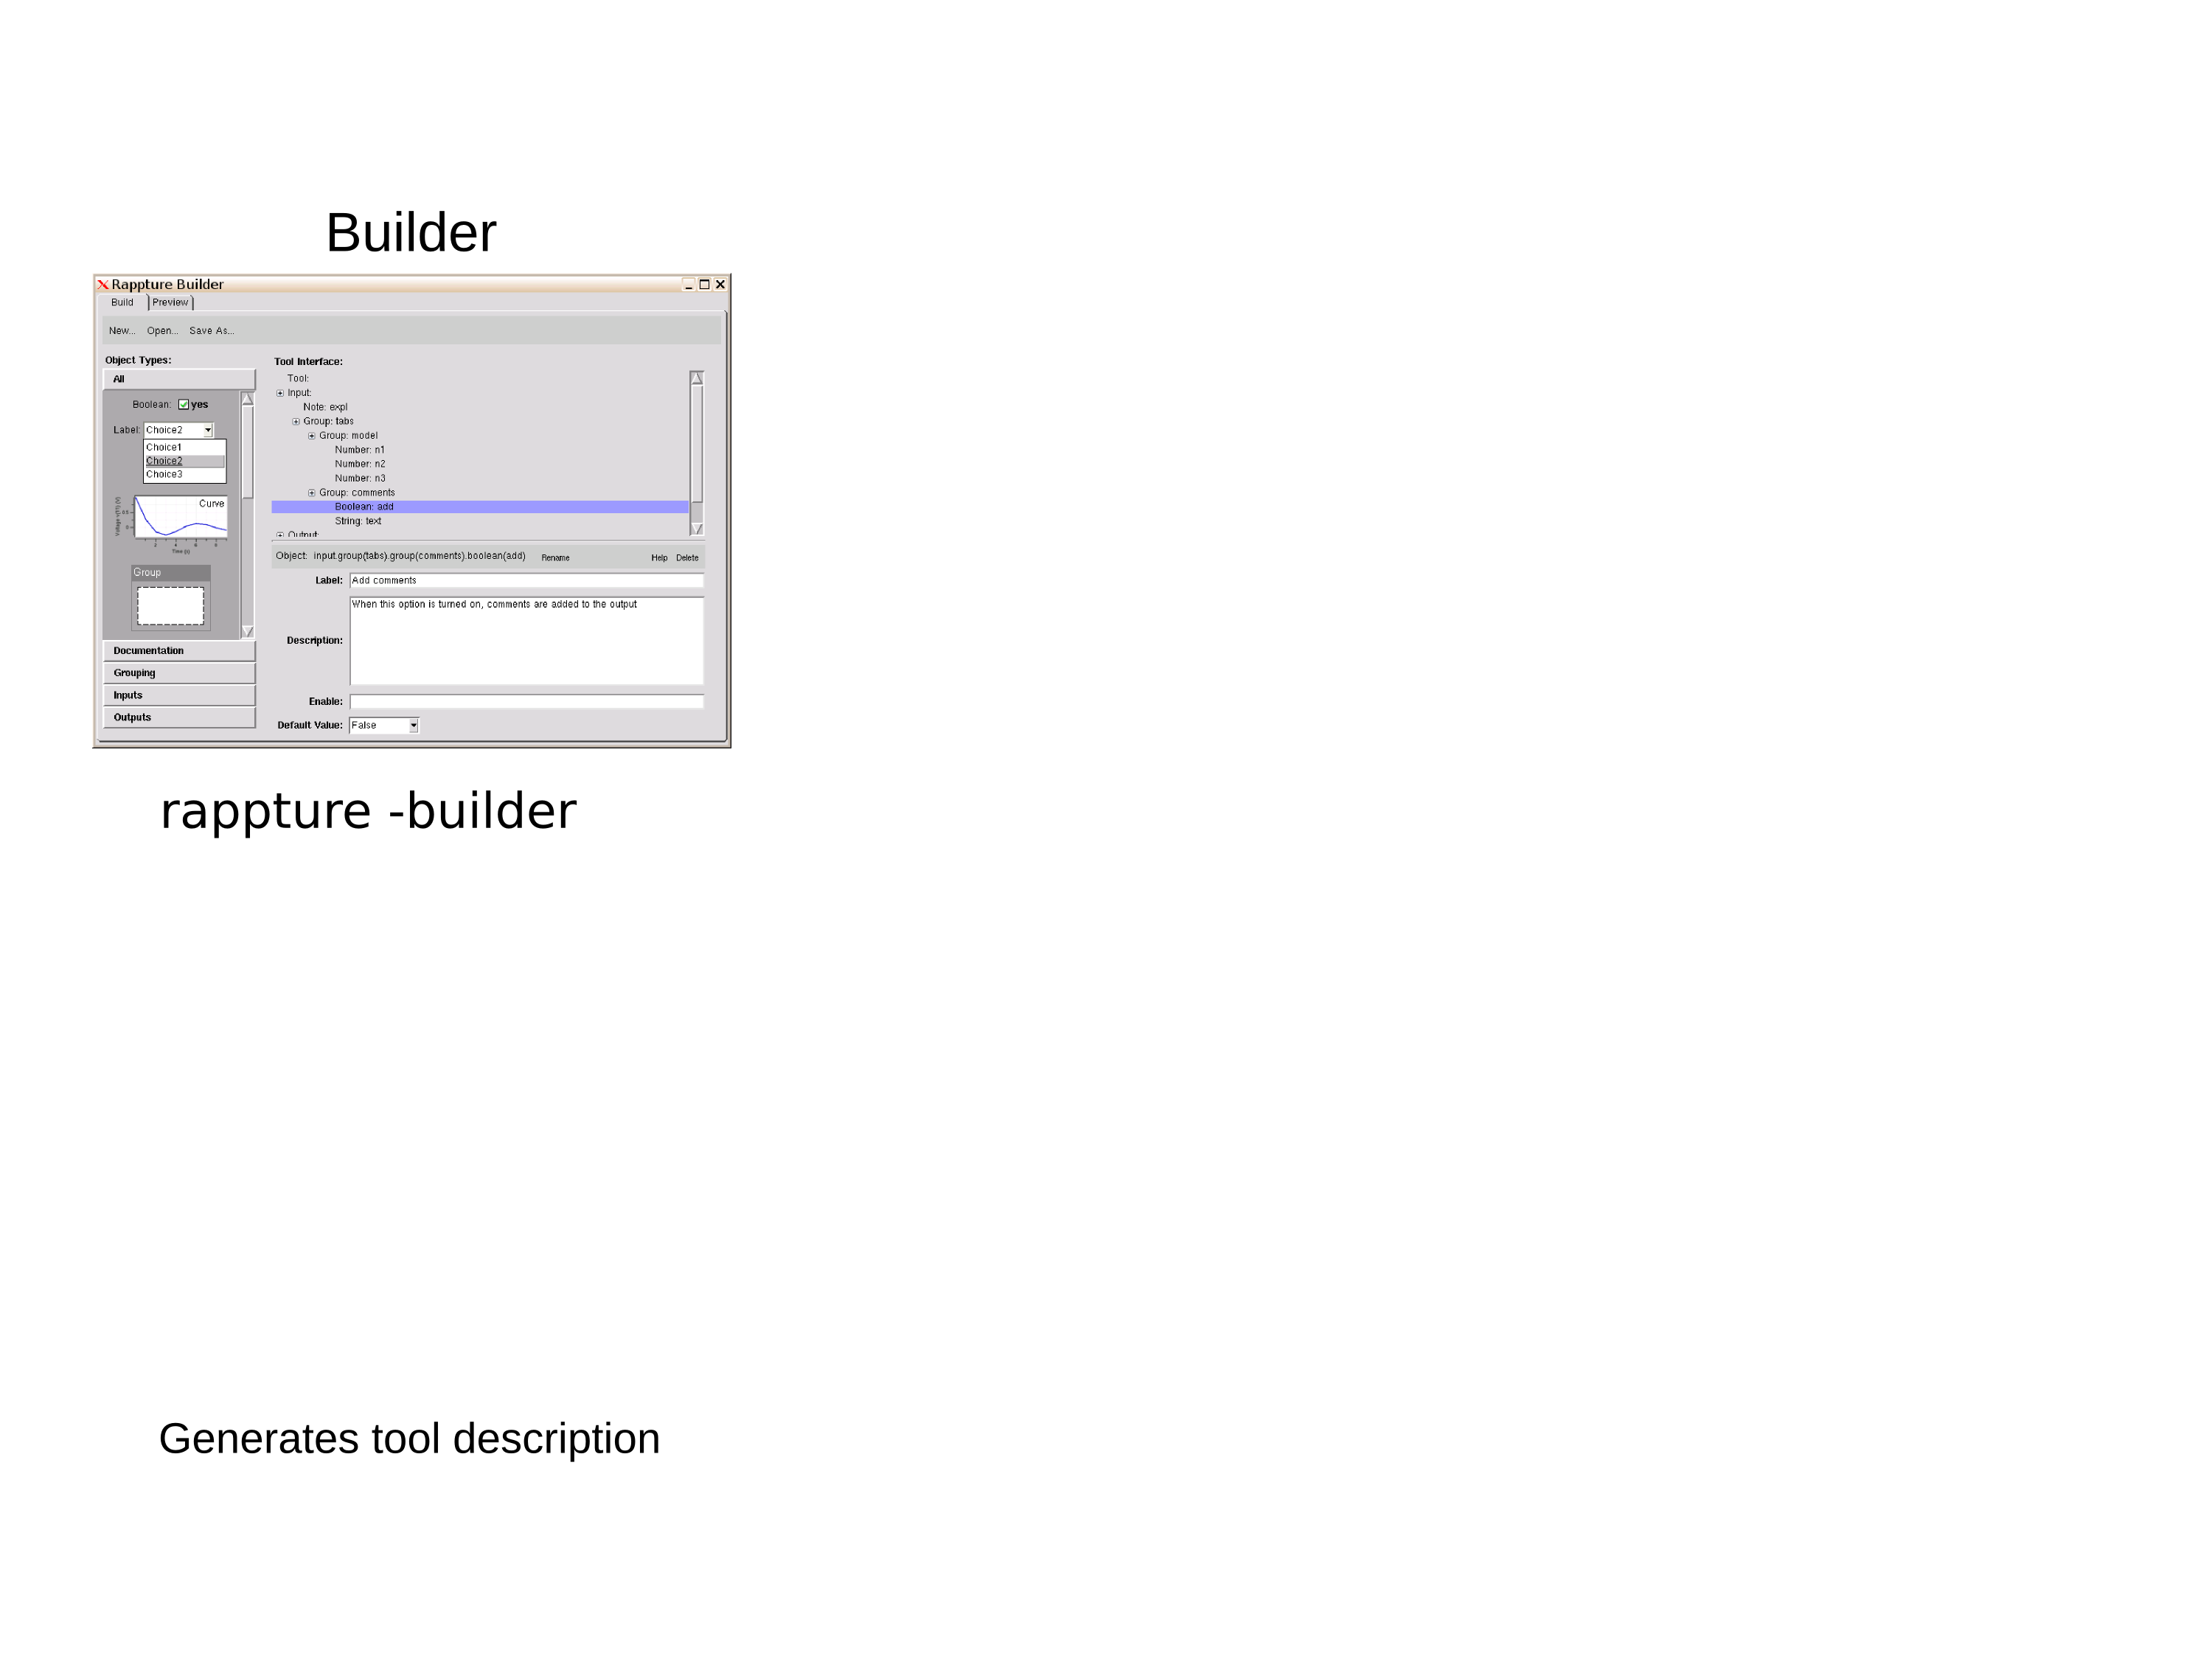 Builder
Rappture Builder
Build
Preview
New... Open... Save As...
Object Types:
All
Boolean: yes
Label: Choice2
Choice1
Choice2
Choice3
Curve
Time (s)
Group
Documentation
Grouping
Inputs
Outputs
Tool Interface:
Tool:
Input:
Note: expl
Group: tabs
Group: model
Number: n1
Number: n2
Number: n3
Group: comments
Boolean: add
String: text
Output:
Object: input.group(tabs).group(comments).boolean(add) Rename Help Delete
Label: Add comments
Description: When this option is turned on, comments are added to the output
Enable:
Default Value: False
rappture -builder
Generates tool description